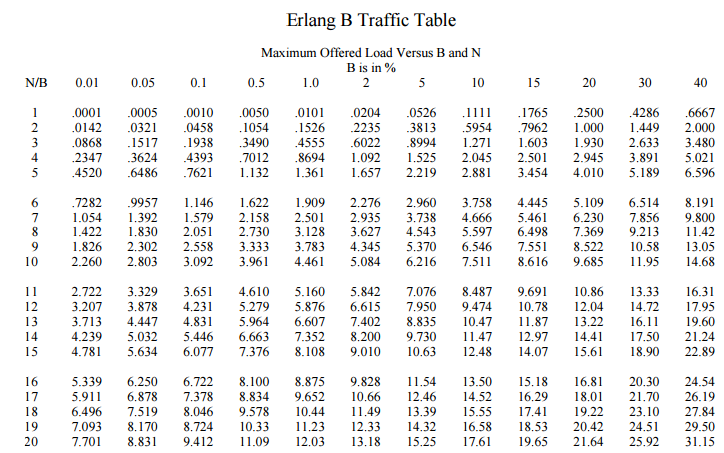 Erlang B Traffic Table
Maximum Offered Load Versus B and N
B is in %
N/B 0.01 0.05 0.1 0.5 1.0 2 5 10 15 20 30 40
1 .0001 .0005 .0010 .0050 .0101 .0204 .0526 .1111 .1765 .2500 .4286 .6667
2 .0142 .0321 .0458 .1054 .1526 .2235 .3813 .5954 .7962 1.000 1.449 2.000
3 .0868 .1517 .1938 .3490 .4555 .6022 .8994 1.271 1.603 1.930 2.633 3.480
4 .2347 .3624 .4393 .7012 .8694 1.092 1.525 2.045 2.501 2.945 3.891 5.021
5 .4520 .6486 .7621 1.132 1.361 1.657 2.219 2.881 3.454 4.010 5.189 6.596
6 .7282 .9957 1.146 1.622 1.909 2.276 2.960 3.758 4.445 5.109 6.514 8.191
7 1.054 1.392 1.579 2.158 2.501 2.935 3.738 4.666 5.461 6.230 7.856 9.800
8 1.422 1.830 2.051 2.730 3.128 3.627 4.543 5.597 6.498 7.369 9.213 11.42
9 1.826 2.302 2.558 3.333 3.783 4.345 5.370 6.546 7.551 8.522 10.58 13.05
10 2.260 2.803 3.092 3.961 4.461 5.084 6.216 7.511 8.616 9.685 11.95 14.68
11 2.722 3.329 3.651 4.610 5.160 5.842 7.076 8.487 9.691 10.86 13.33 16.31
12 3.207 3.878 4.231 5.279 5.876 6.615 7.950 9.474 10.78 12.04 14.72 17.95
13 3.713 4.447 4.831 5.964 6.607 7.402 8.835 10.47 11.87 13.22 16.11 19.60
14 4.239 5.032 5.446 6.663 7.352 8.200 9.730 11.47 12.97 14.41 17.50 21.24
15 4.781 5.634 6.077 7.376 8.108 9.010 10.63 12.48 14.07 15.61 18.90 22.89
16 5.339 6.250 6.722 8.100 8.875 9.828 11.54 13.50 15.18 16.81 20.30 24.54
17 5.911 6.878 7.378 8.834 9.652 10.66 12.46 14.52 16.29 18.01 21.70 26.19
18 6.496 7.519 8.046 9.578 10.44 11.49 13.39 15.55 17.41 19.22 23.10 27.84
19 7.093 8.170 8.724 10.33 11.23 12.33 14.32 16.58 18.53 20.42 24.51 29.50
20 7.701 8.831 9.412 11.09 12.03 13.18 15.25 17.61 19.65 21.64 25.92 31.15